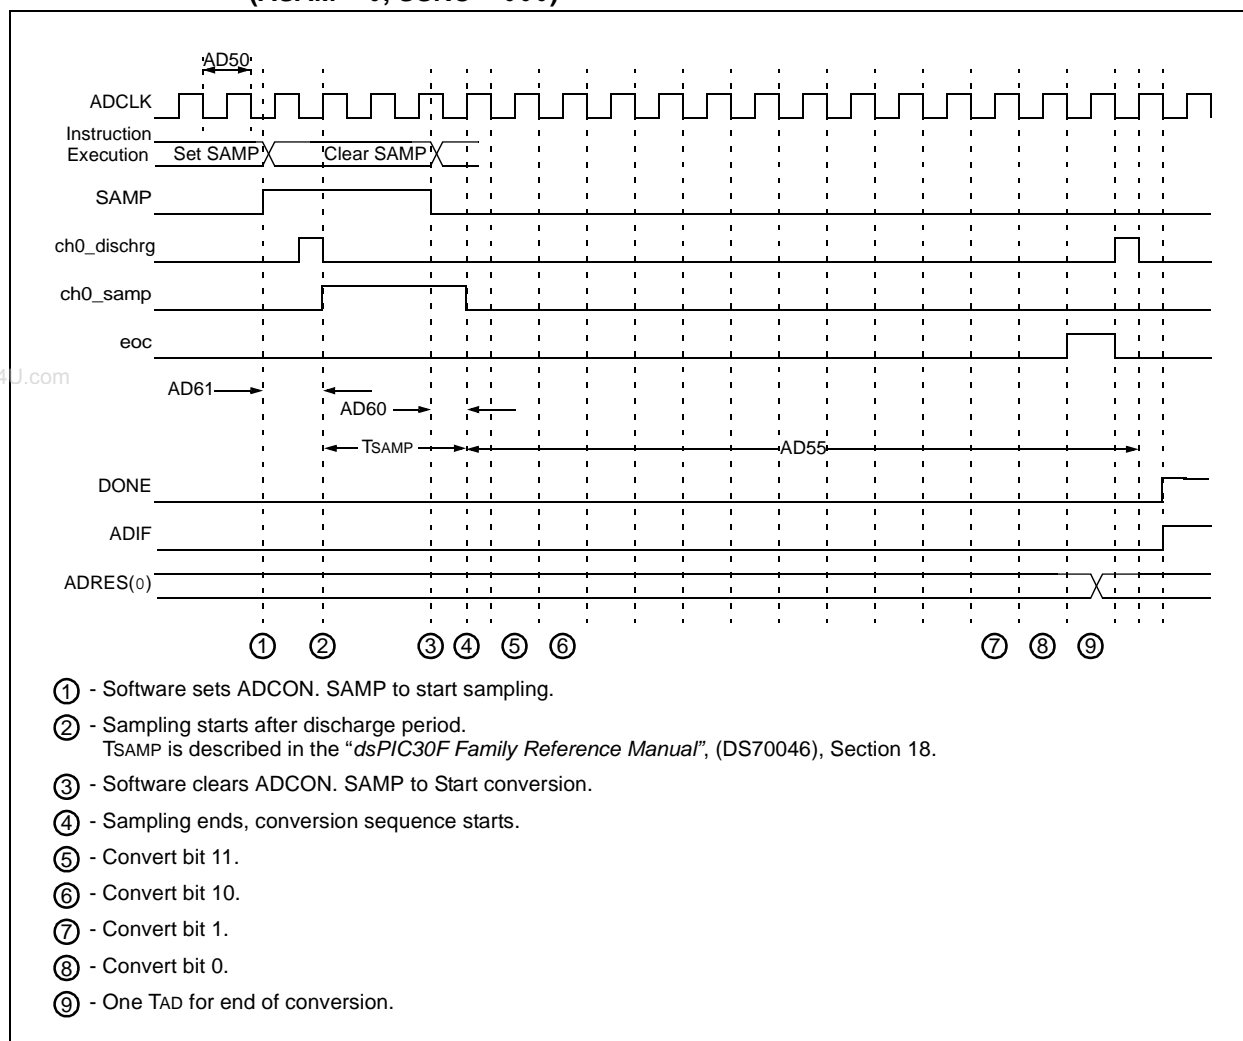 AD50
ADCLK
Instruction
Execution
Set SAMP
Clear SAMP
SAMP
ch0_dischrg
ch0_samp
eoc
4U.com
AD61
AD60
TSAMP
AD55
DONE
ADIF
ADRES(0)
1 2 3 4 5 6 7 8 9
1 - Software sets ADCON. SAMP to start sampling.
2 - Sampling starts after discharge period.
TSAMP is described in the “dsPIC30F Family Reference Manual”, (DS70046), Section 18.
3 - Software clears ADCON. SAMP to Start conversion.
4 - Sampling ends, conversion sequence starts.
5 - Convert bit 11.
6 - Convert bit 10.
7 - Convert bit 1.
8 - Convert bit 0.
9 - One TAD for end of conversion.